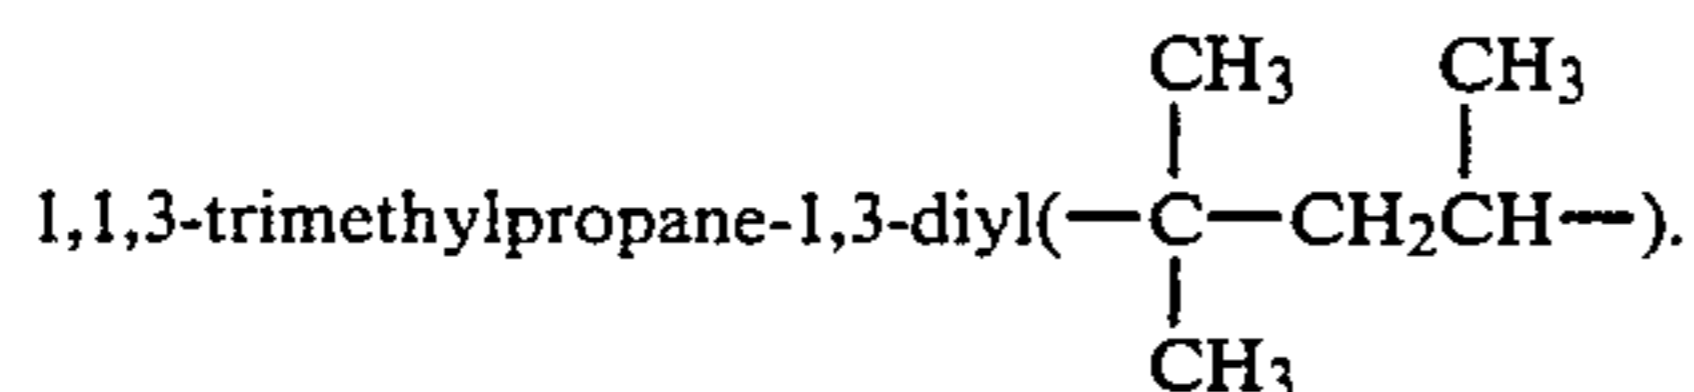 CH3 CH3
1,1,3-trimethylpropane-1,3-diyl(—C—CH2CH—).
CH3